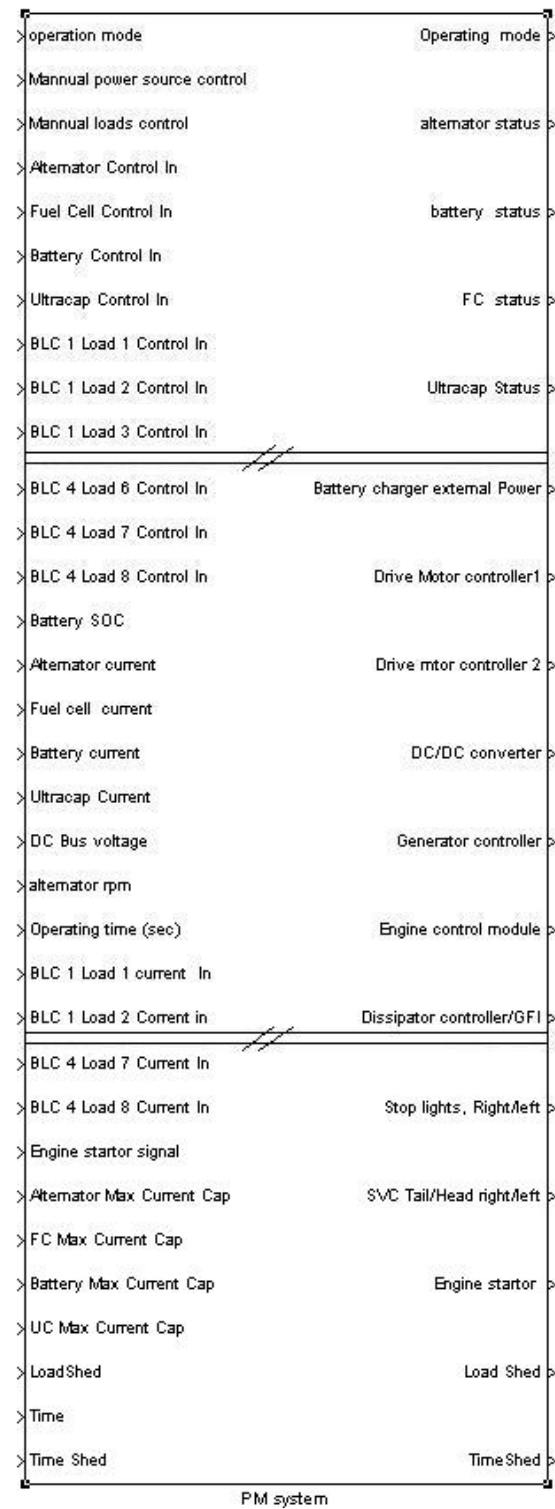 operation mode
Operating mode
Mannual power source control
Mannual loads control
alternator status
Alternator Control In
Fuel Cell Control In
battery status
Battery Control In
Ultracap Control In
FC status
BLC 1 Load 1 Control In
BLC 1 Load 2 Control In
Ultracap Status
BLC 1 Load 3 Control In
BLC 4 Load 6 Control In
Battery charger external Power
BLC 4 Load 7 Control In
BLC 4 Load 8 Control In
Drive Motor controller1
Battery SOC
Alternator current
Drive mtor controller 2
Fuel cell current
Battery current
DC/DC converter
Ultracap Current
DC Bus voltage
Generator controller
alternator rpm
Operating time (sec)
Engine control module
BLC 1 Load 1 current In
BLC 1 Load 2 Corrent in
Dissipator controller/GFI
BLC 4 Load 7 Current In
BLC 4 Load 8 Current In
Stop lights, Right/left
Engine startor signal
Alternator Max Current Cap
SVC Tail/Head right/left
FC Max Current Cap
Battery Max Current Cap
Engine startor
UC Max Current Cap
LoadShed
Load Shed
Time
Time Shed
TimeShed
PM system